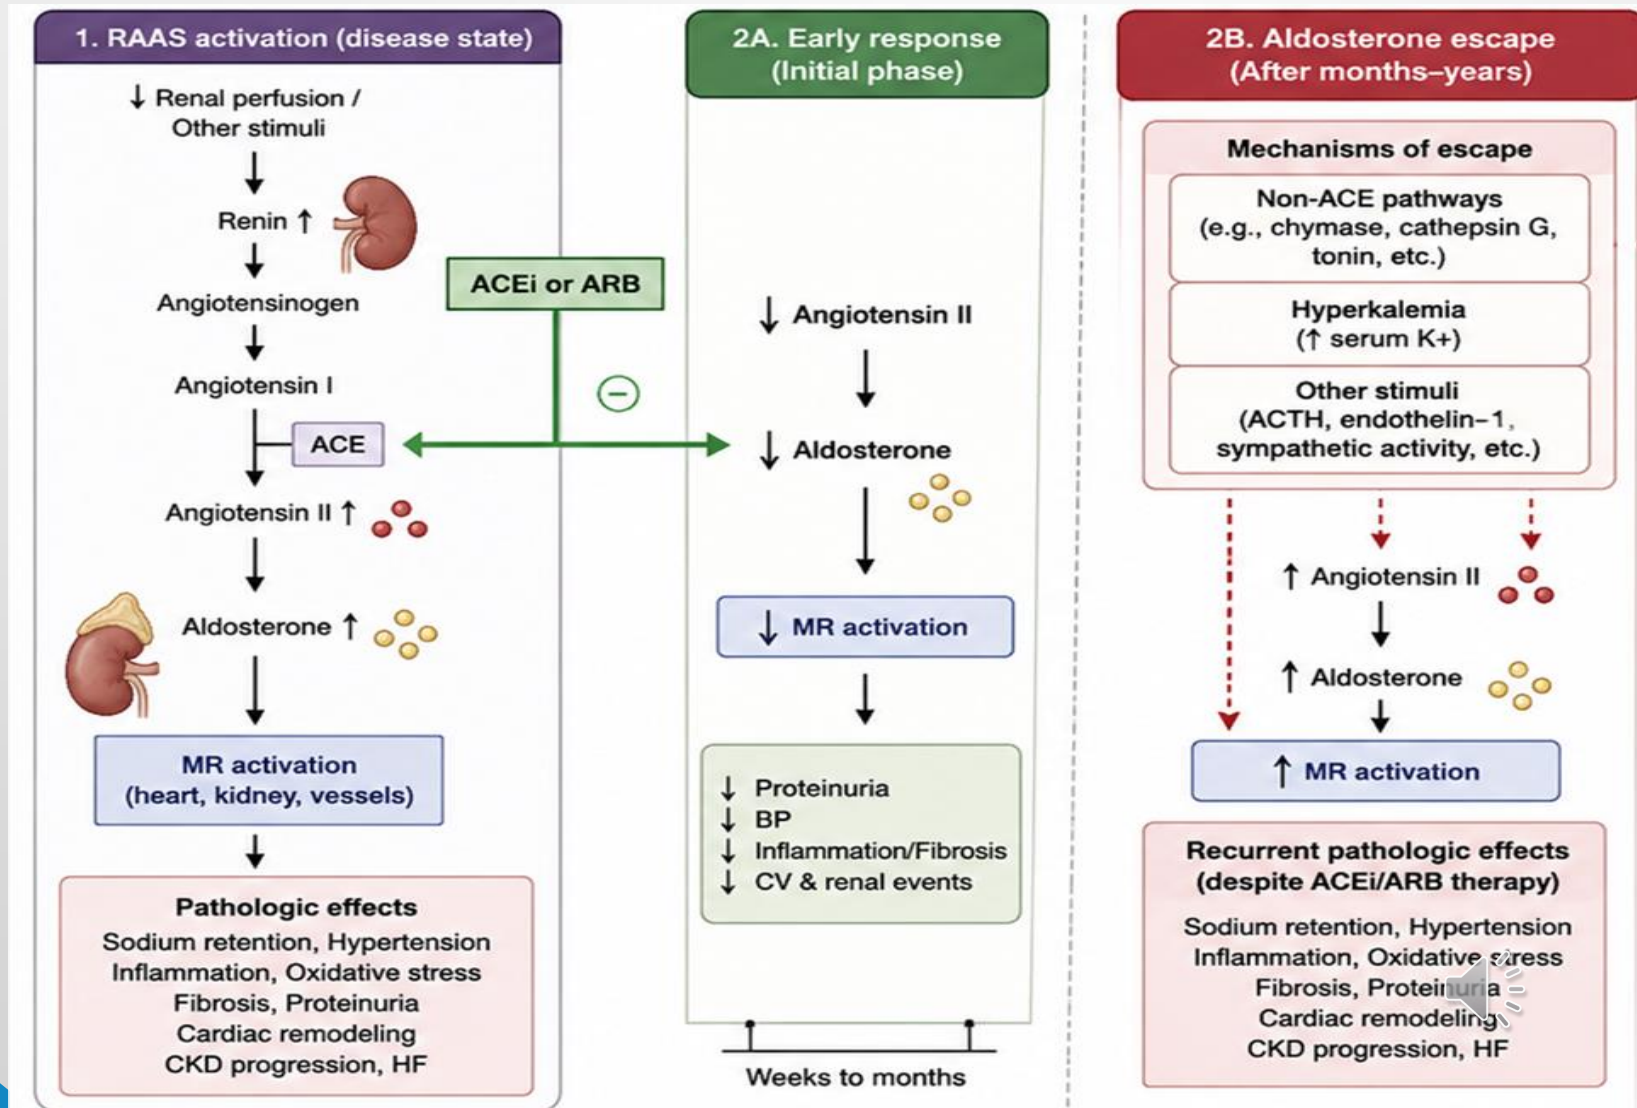 1. RAAS activation (disease state)
↓ Renal perfusion /
Other stimuli
Renin ↑
Angiotensinogen
Angiotensin I
ACE
Angiotensin II ↑
Aldosterone ↑
MR activation
(heart, kidney, vessels)
Pathologic effects
Sodium retention, Hypertension
Inflammation, Oxidative stress
Fibrosis, Proteinuria
Cardiac remodeling
CKD progression, HF
ACEi or ARB
−
2A. Early response
(Initial phase)
↓ Angiotensin II
↓ Aldosterone
↓ MR activation
↓ Proteinuria
↓ BP
↓ Inflammation/Fibrosis
↓ CV & renal events
Weeks to months
2B. Aldosterone escape
(After months–years)
Mechanisms of escape
Non-ACE pathways
(e.g., chymase, cathepsin G,
tonin, etc.)
Hyperkalemia
(↑ serum K+)
Other stimuli
(ACTH, endothelin−1,
sympathetic activity, etc.)
↑ Angiotensin II
↑ Aldosterone
↑ MR activation
Recurrent pathologic effects
(despite ACEi/ARB therapy)
Sodium retention, Hypertension
Inflammation, Oxidative stress
Fibrosis, Proteinuria
Cardiac remodeling
CKD progression, HF